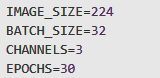 IMAGE_SIZE=224
BATCH_SIZE=32
CHANNELS=3
EPOCHS=30